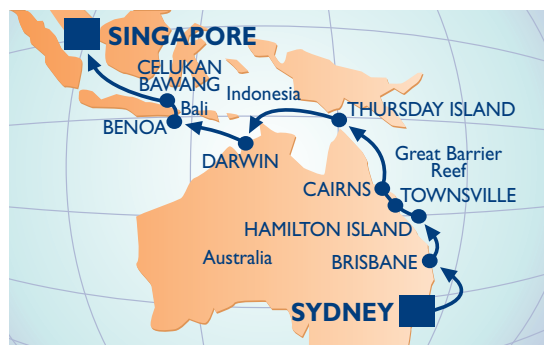 SINGAPORE
CELUKAN
BAWANG
Bali
Indonesia
BENOA
THURSDAY ISLAND
DARWIN
Great Barrier
Reef
CAIRNS
TOWNSVILLE
HAMILTON ISLAND
Australia
BRISBANE
SYDNEY